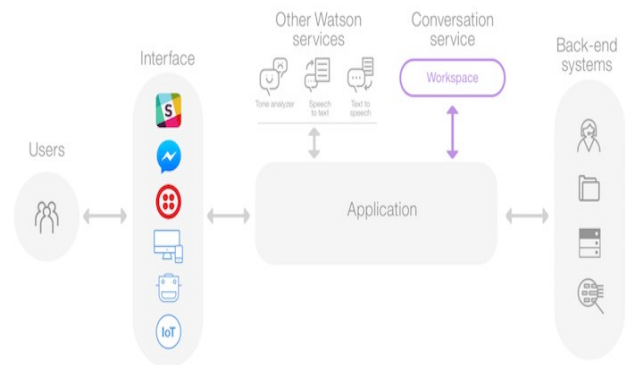 Other Watson
services
Conversation
service
Back-end
systems
Interface
Workspace
Tone analyzer
Speech
to text
Text to
speech
S
Users
Application
IoT